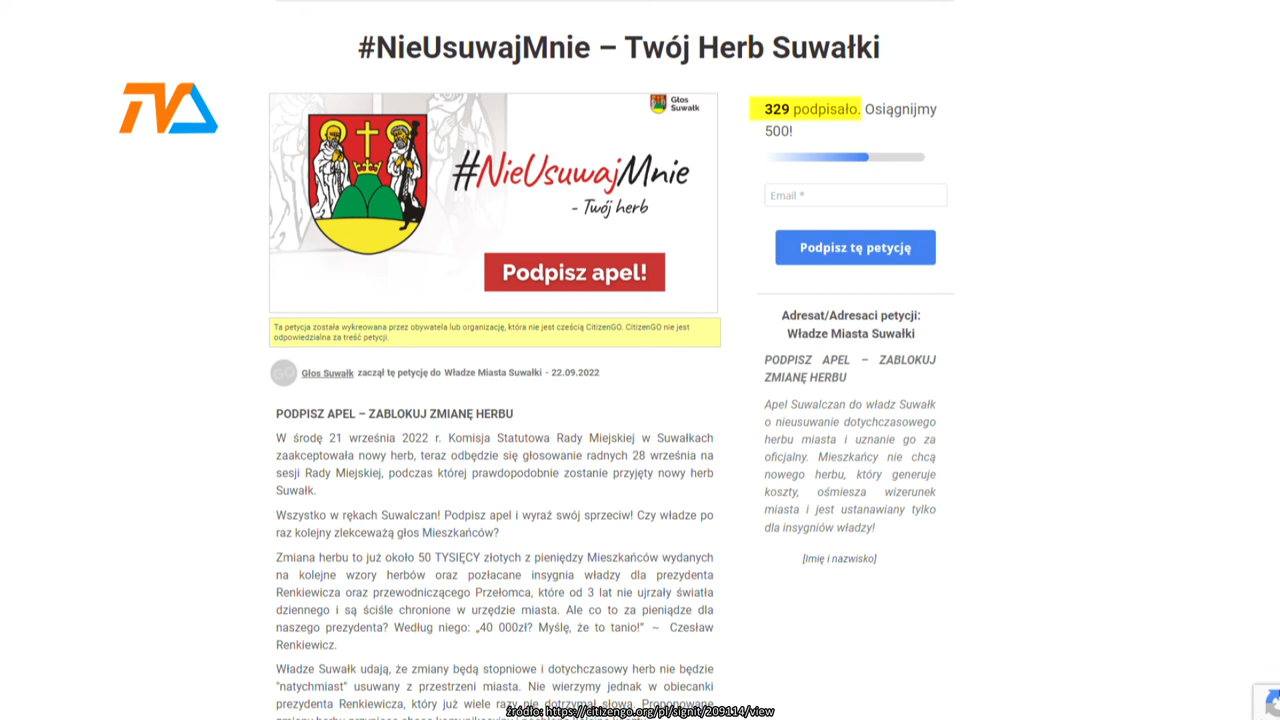 #NieUsuwajMnie – Twój Herb Suwałki
TVA
Głos
Suwałk
#NieUsuwajMnie
- Twój herb
Podpisz apel!
Ta petycja została wykreowana przez obywatela lub organizację, która nie jest cześcią CitizenGO. CitizenGO nie jest
odpowiedzialna za treść petycji.
GO
Głos Suwałk zaczął tę petycję do Władze Miasta Suwałki - 22.09.2022
PODPISZ APEL – ZABLOKUJ ZMIANĘ HERBU
W środę 21 września 2022 r. Komisja Statutowa Rady Miejskiej w Suwałkach
zaakceptowała nowy herb, teraz odbędzie się głosowanie radnych 28 września na
sesji Rady Miejskiej, podczas której prawdopodobnie zostanie przyjęty nowy herb
Suwałk.
Wszystko w rękach Suwalczan! Podpisz apel i wyraź swój sprzeciw! Czy władze po
raz kolejny zlekceważą głos Mieszkańców?
Zmiana herbu to już około 50 TYSIĘCY złotych z pieniędzy Mieszkańców wydanych
na kolejne wzory herbów oraz pozłacane insygnia władzy dla prezydenta
Renkiewicza oraz przewodniczącego Przełomca, które od 3 lat nie ujrzały światła
dziennego i są ściśle chronione w urzędzie miasta. Ale co to za pieniądze dla
naszego prezydenta? Według niego: „40 000zł? Myślę, że to tanio!” ~ Czesław
Renkiewicz.
Władze Suwałk udają, że zmiany będą stopniowe i dotychczasowy herb nie będzie
"natychmiast" usuwany z przestrzeni miasta. Nie wierzymy jednak w obiecanki
prezydenta Renkiewicza, który już wiele razy nie dotrzymał słowa. Proponowane
329 podpisało. Osiągnijmy
500!
Email *
Podpisz tę petycję
Adresat/Adresaci petycji:
Władze Miasta Suwałki
PODPISZ APEL – ZABLOKUJ
ZMIANĘ HERBU
Apel Suwalczan do władz Suwałk
o nieusuwanie dotychczasowego
herbu miasta i uznanie go za
oficjalny. Mieszkańcy nie chcą
nowego herbu, który generuje
koszty, ośmiesza wizerunek
miasta i jest ustanawiany tylko
dla insygniów władzy!
[Imię i nazwisko]
źródło: https://citizengo.org/pl/signit/209114/view